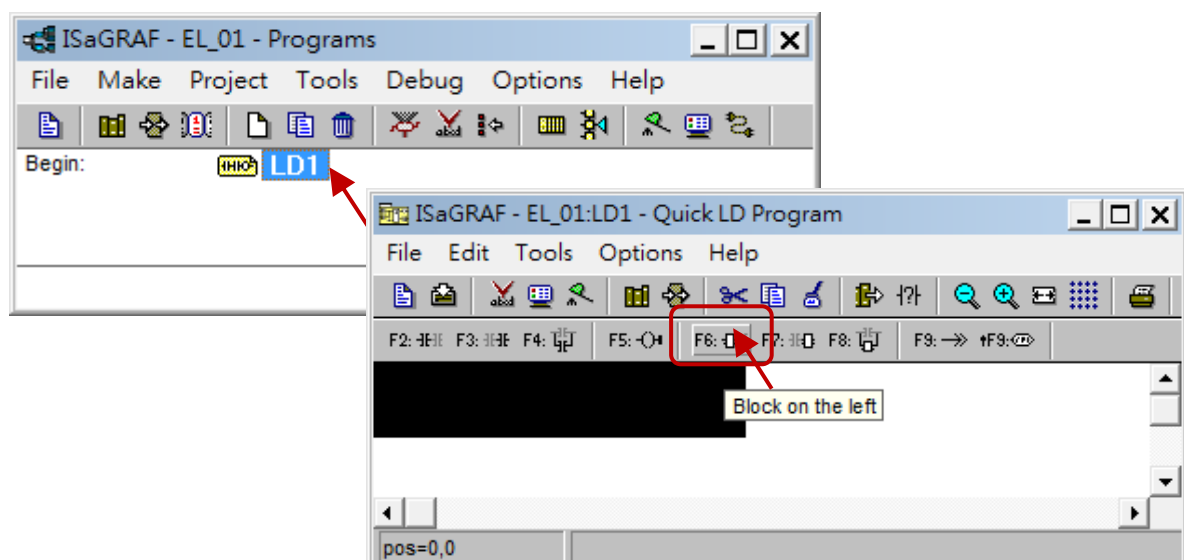 ISaGRAF - EL_01 - Programs
File Make Project Tools Debug Options Help
Begin: LD1
ISaGRAF - EL_01:LD1 - Quick LD Program
File Edit Tools Options Help
F2: F3: F4: F5: F6: F7: F8: F9: F9:
Block on the left
pos=0,0